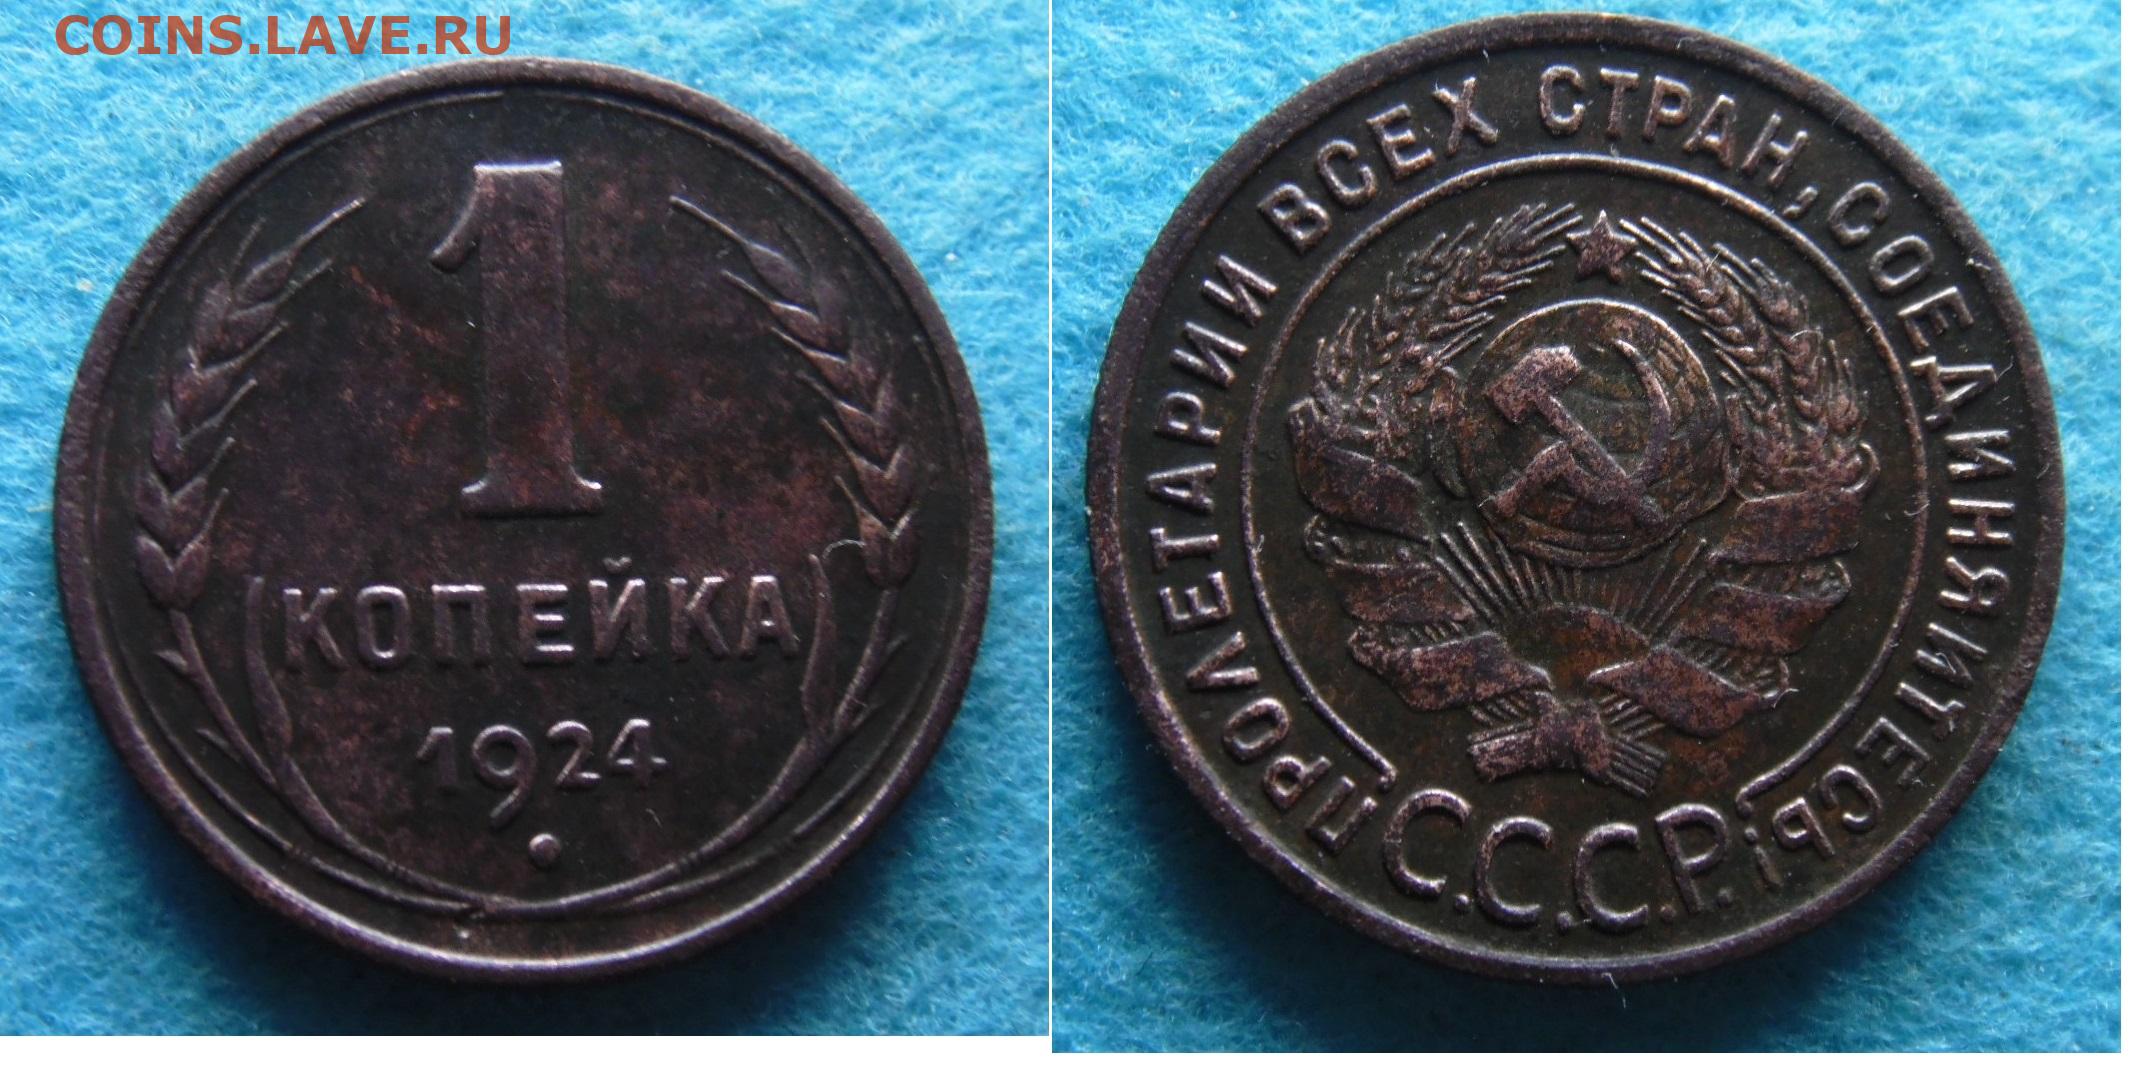 COINS.LAVE.RU
1
КОПЕЙКА
1924
ПРОЛЕТАРИИ ВСЕХ СТРАН, СОЕДИНЯЙТЕСЬ!
С.С.С.Р.